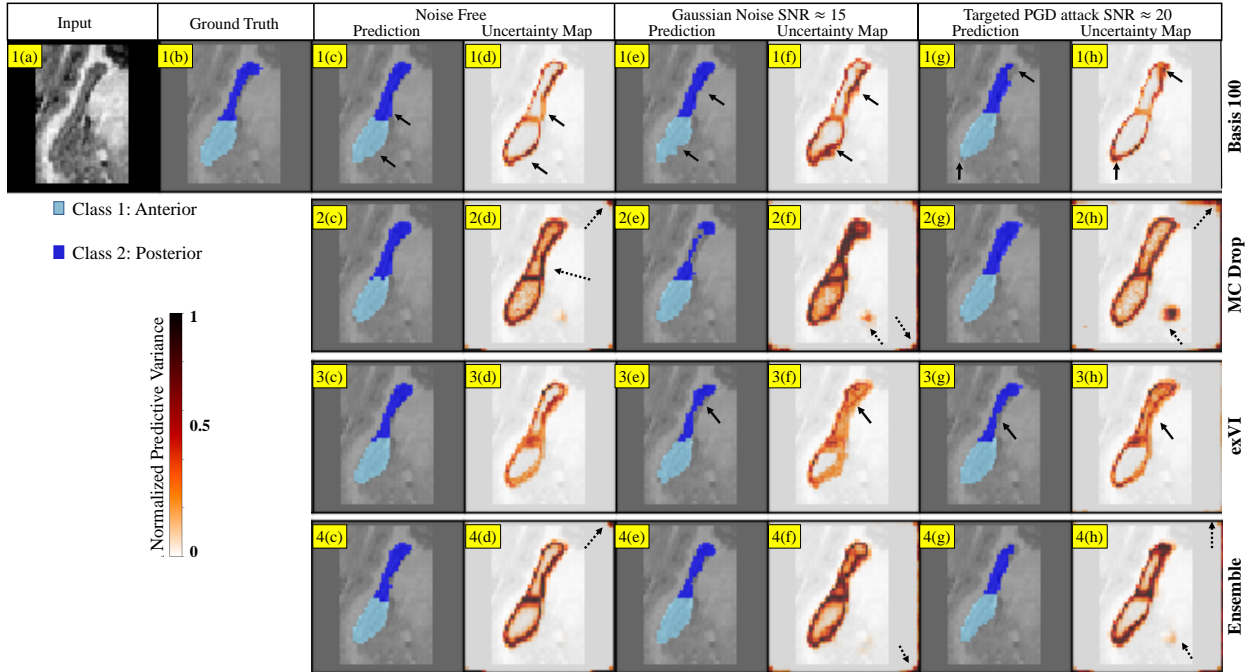 Input
Ground Truth
Noise Free
Gaussian Noise SNR ≈ 15
Targeted PGD attack SNR ≈ 20
Prediction
Uncertainty Map
Prediction
Uncertainty Map
Prediction
Uncertainty Map
1(a)
1(b)
1(c)
1(d)
1(e)
1(f)
1(g)
1(h)
Basis 100
Class 1: Anterior
Class 2: Posterior
2(c)
2(d)
2(e)
2(f)
2(g)
2(h)
MC Drop
Normalized Predictive Variance
1
0.5
0
3(c)
3(d)
3(e)
3(f)
3(g)
3(h)
exVI
4(c)
4(d)
4(e)
4(f)
4(g)
4(h)
Ensemble